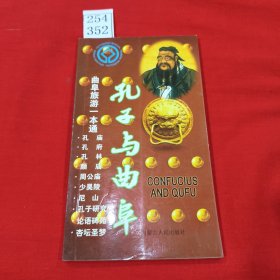 254
352
曲阜旅游一本通
孔子与曲阜
·孔庙
·孔府
·孔林
·颜庙
·周公庙
·少昊陵
·尼山
·孔子研究院
·论语碑苑
·杏坛圣梦
CONFUCIUS
AND QUFU